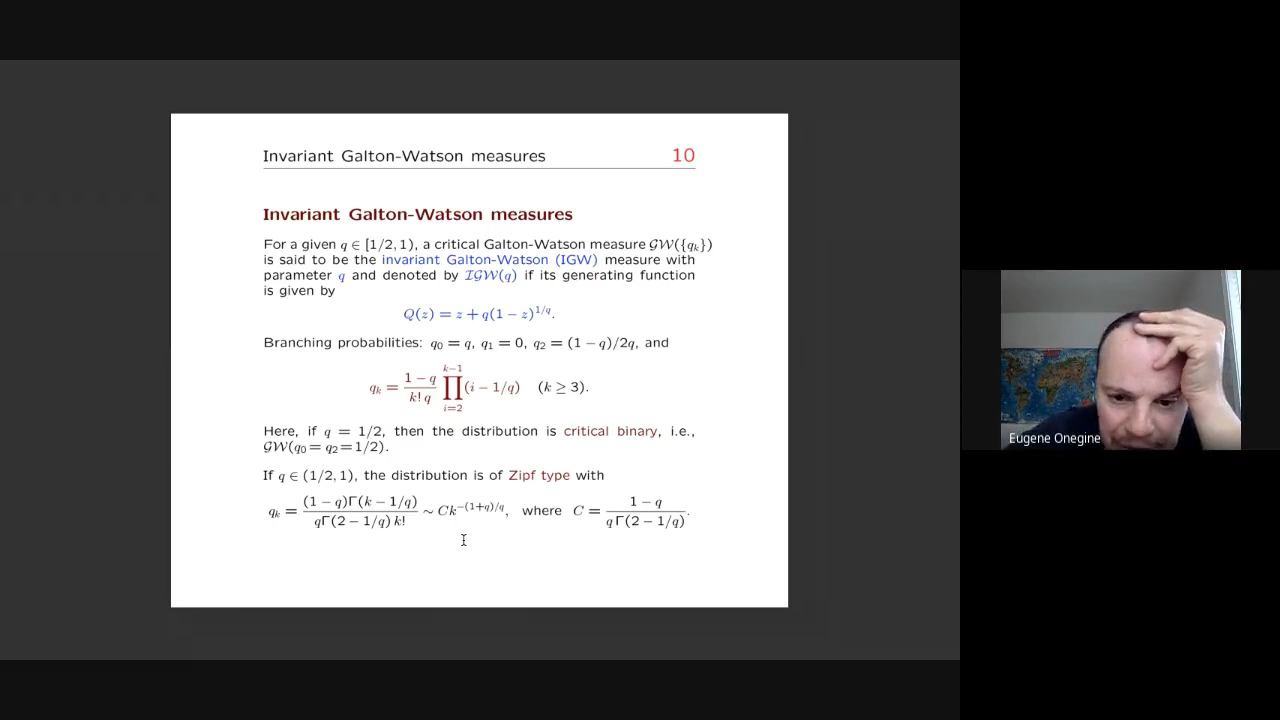 Invariant Galton-Watson measures 10
Invariant Galton-Watson measures
For a given q ∈ [1/2, 1), a critical Galton-Watson measure 𝒢𝒲({q_k})
is said to be the invariant Galton-Watson (IGW) measure with
parameter q and denoted by ℐ𝒢𝒲(q) if its generating function
is given by
Q(z) = z + q(1 − z)^{1/q}.
Branching probabilities: q_0 = q, q_1 = 0, q_2 = (1 − q)/2q, and
q_k = \frac{1 − q}{k! q} ∏_{i=2}^{k−1} (i − 1/q) (k ≥ 3).
Here, if q = 1/2, then the distribution is critical binary, i.e.,
𝒢𝒲(q_0 = q_2 = 1/2).
If q ∈ (1/2, 1), the distribution is of Zipf type with
q_k = \frac{(1 − q)Γ(k − 1/q)}{qΓ(2 − 1/q) k!} ∼ Ck^{−(1+q)/q}, where C = \frac{1 − q}{q Γ(2 − 1/q)}.
Eugene Onegine